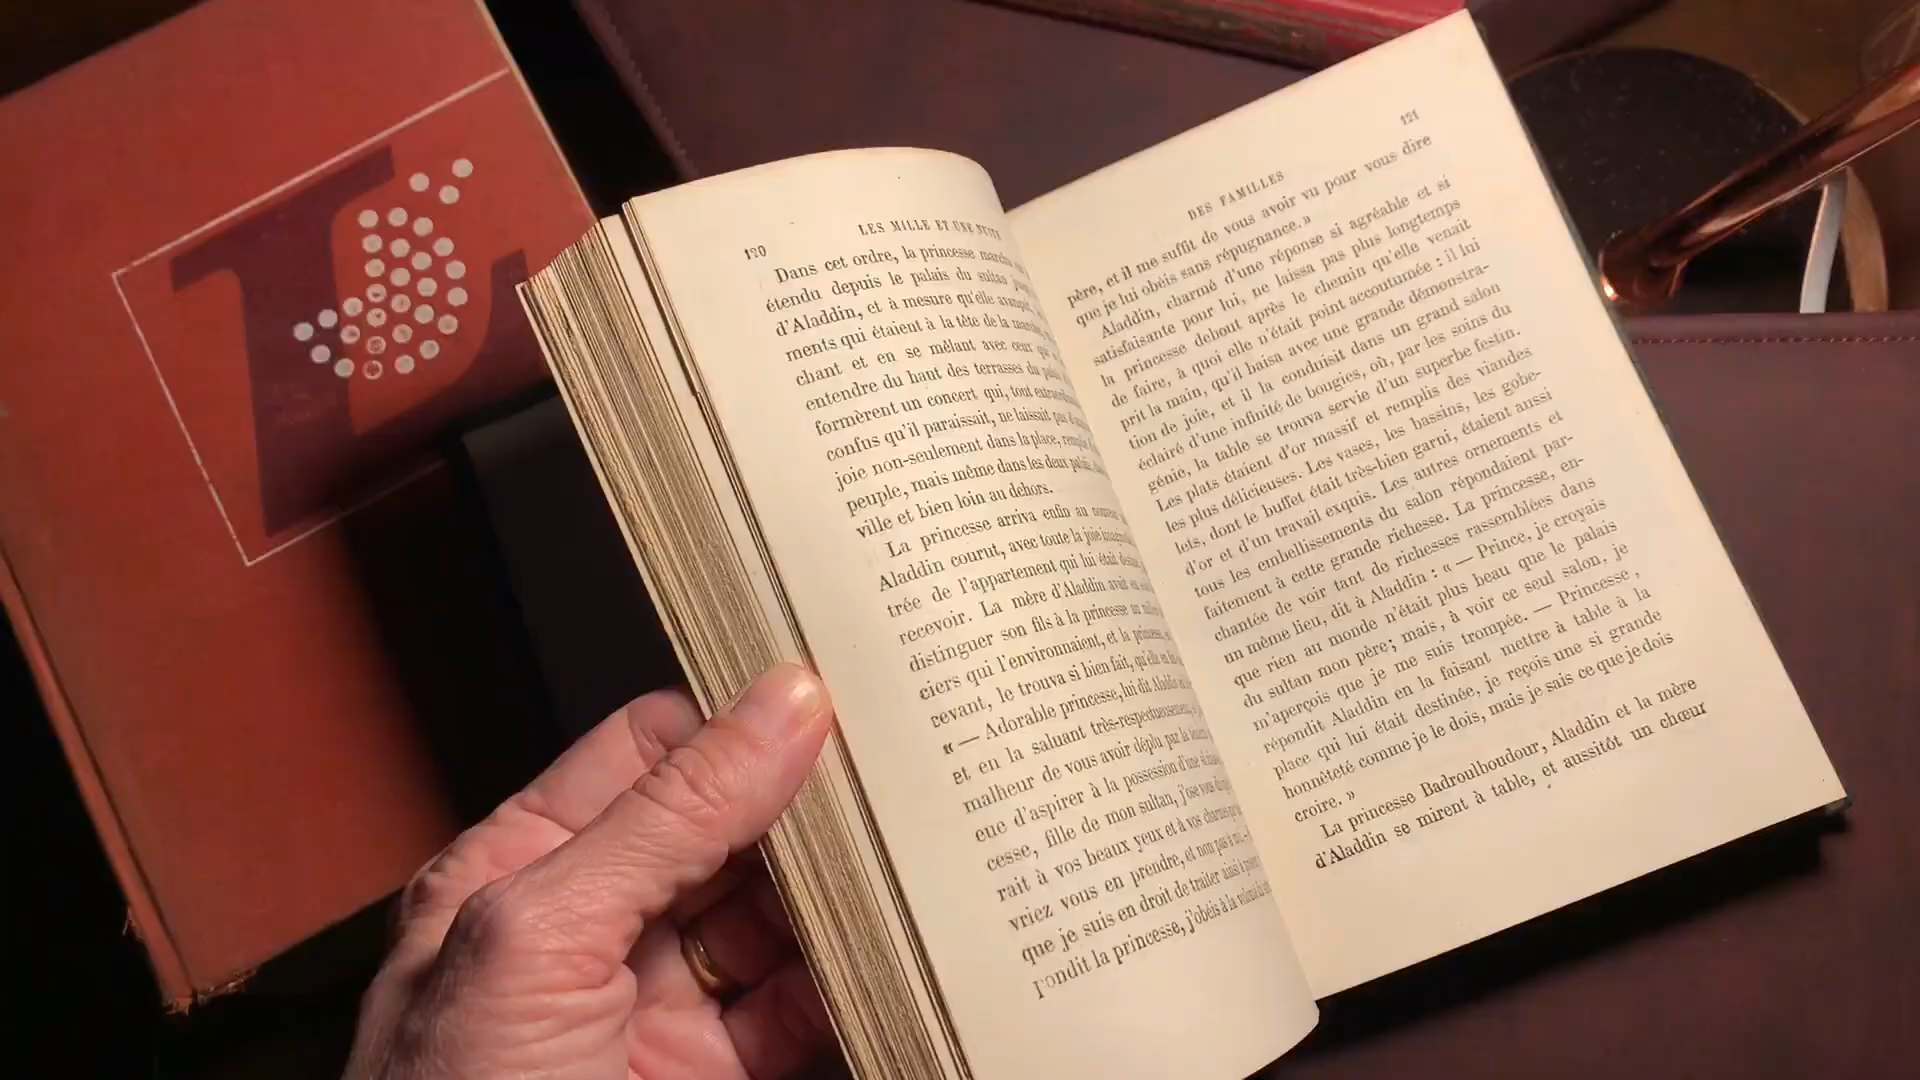 L
120
LES MILLE ET UNE NUITS
Dans cet ordre, la princesse marcha
étendu depuis le palais du sultan
d'Aladdin, et à mesure qu'elle avançait,
ments qui étaient à la tête de la marche,
chant et en se mêlant avec ceux qui
entendre du haut des terrasses du palais
formèrent un concert qui, tout extraordinaire
confus qu'il paraissait, ne laissait pas
joie non-seulement dans la place,
peuple, mais même dans les deux palais,
ville et bien loin au dehors.
La princesse arriva enfin au nouveau
Aladdin courut, avec toute la joie
trée de l'appartement qui lui était
recevoir. La mère d'Aladdin avait
distinguer son fils à la princesse au
ciers qui l'environnaient, et la princesse,
cevant, le trouva si bien fait, qu'elle en
« — Adorable princesse, lui dit Aladdin
et en la saluant très-respectueusement,
malheur de vous avoir déplu par la
euc d'aspirer à la possession d'une si
cesse, fille de mon sultan, j'ose vous
rait à vos beaux yeux et à vos charmes
vriez vous en prendre, et non pas à
que je suis en droit de traiter ainsi
pondit la princesse, j'obéis à la volonté
DES FAMILLES
121
père, et il me suffit de vous avoir vu pour vous dire
que je lui obéis sans répugnance. »
Aladdin, charmé d'une réponse si agréable et si
satisfaisante pour lui, ne laissa pas plus longtemps
la princesse debout après le chemin qu'elle venait
de faire, à quoi elle n'était point accoutumée : il lui
prit la main, qu'il baisa avec une grande démonstra-
tion de joie, et il la conduisit dans un grand salon
éclairé d'une infinité de bougies, où, par les soins du
génie, la table se trouva servie d'un superbe festin.
Les plats étaient d'or massif et remplis des viandes
les plus délicieuses. Les vases, les bassins, les gobe-
lets, dont le buffet était très-bien garni, étaient aussi
d'or et d'un travail exquis. Les autres ornements et
tous les embellissements du salon répondaient par-
faitement à cette grande richesse. La princesse, en-
chantée de voir tant de richesses rassemblées dans
un même lieu, dit à Aladdin : « — Prince, je croyais
que rien au monde n'était plus beau que le palais
du sultan mon père ; mais, à voir ce seul salon, je
m'aperçois que je me suis trompée. — Princesse,
répondit Aladdin en la faisant mettre à table à la
place qui lui était destinée, je reçois une si grande
honnêteté comme je le dois, mais je sais ce que je dois
croire. »
La princesse Badroulboudour, Aladdin et la mère
d'Aladdin se mirent à table, et aussitôt un chœur